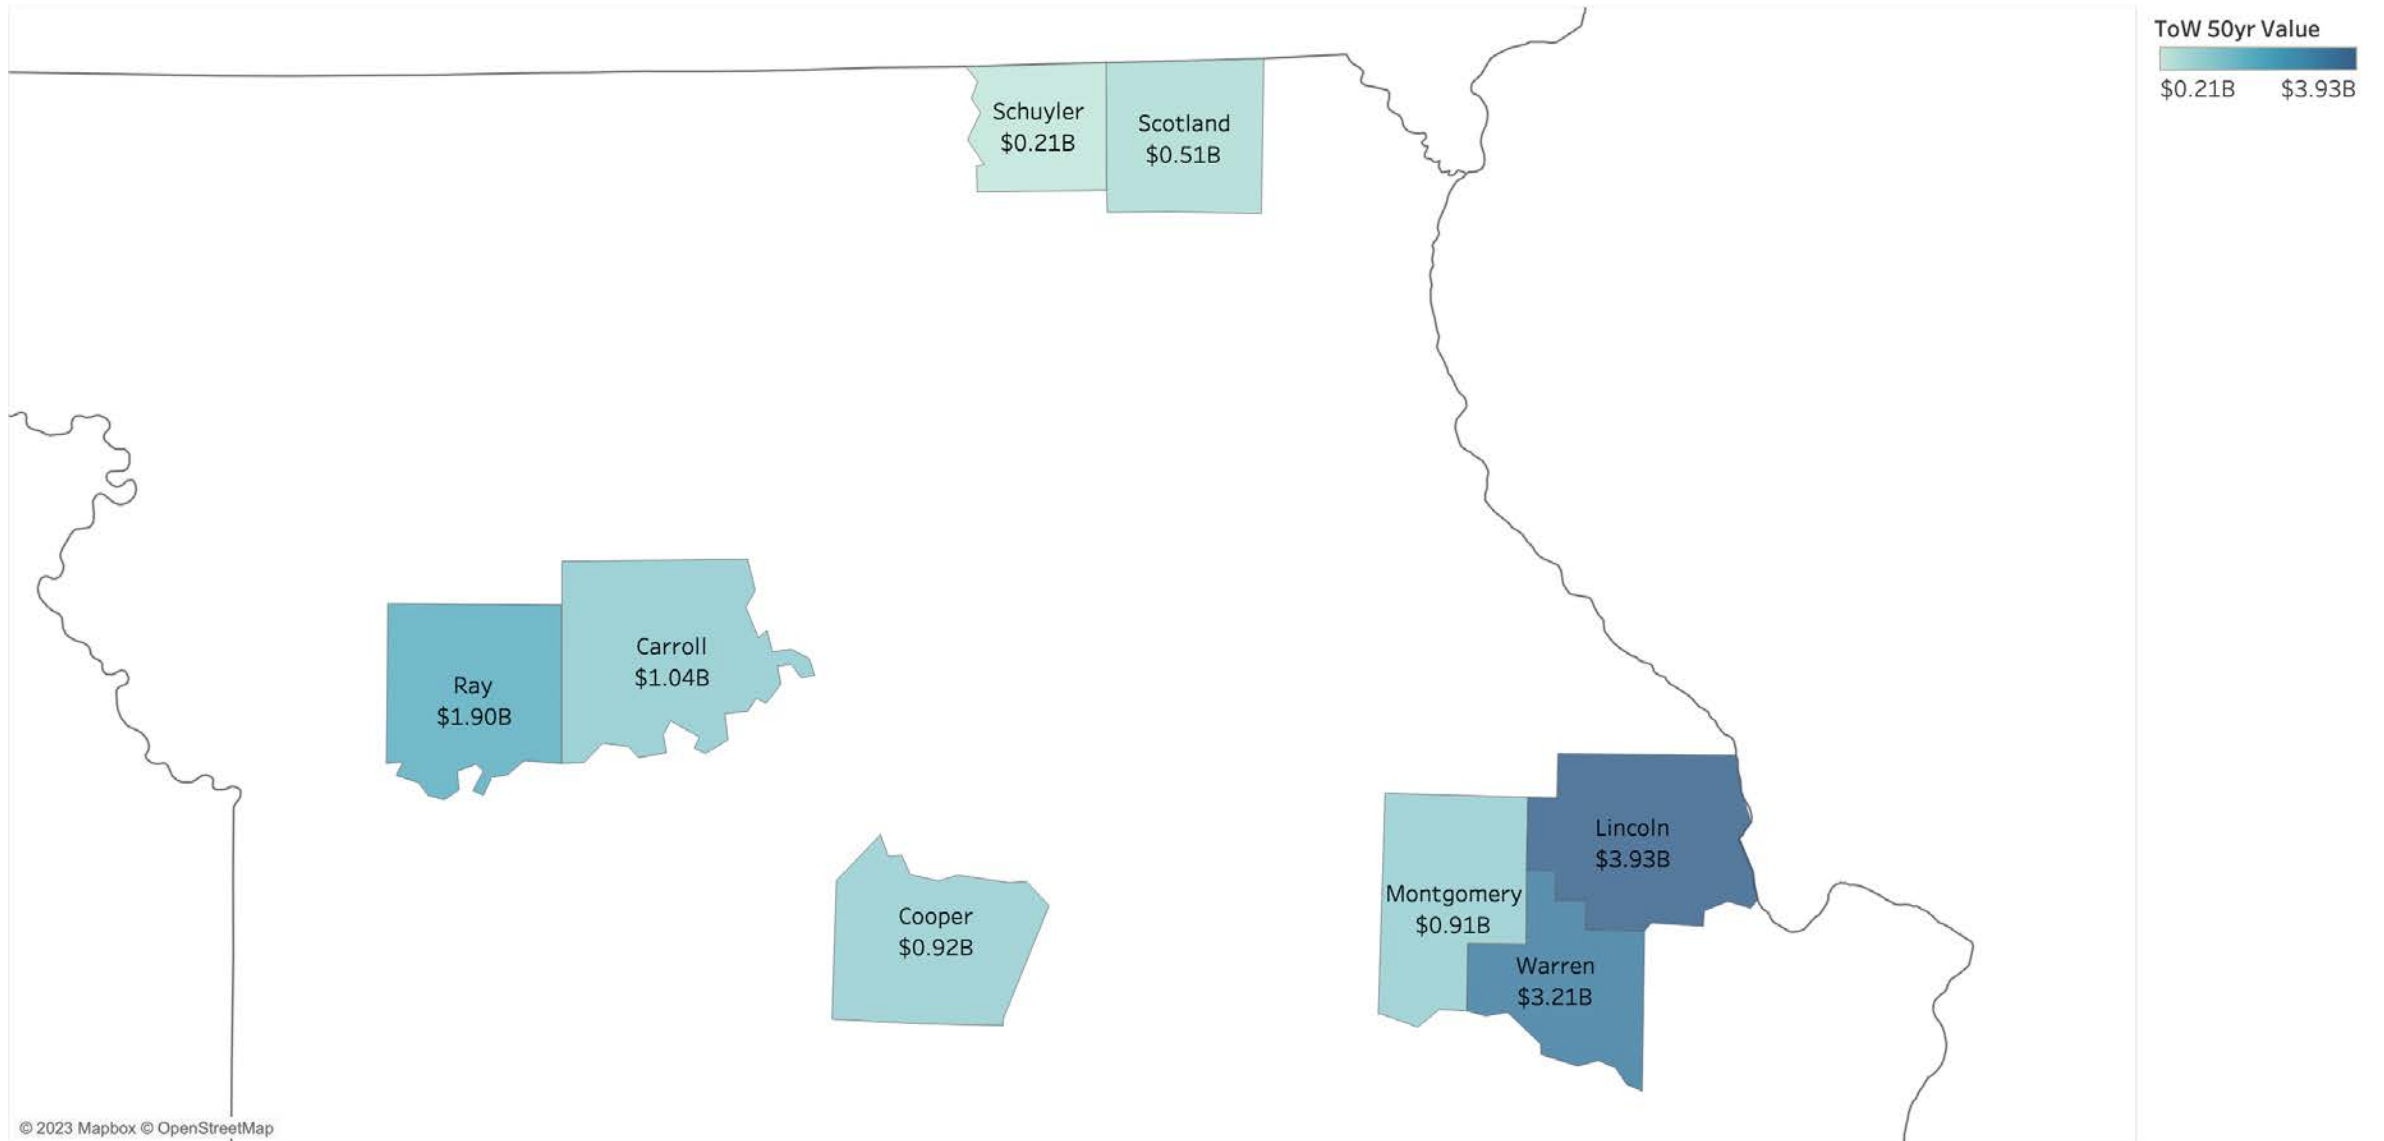 ToW 50yr Value
$0.21B $3.93B
Schuyler
$0.21B
Scotland
$0.51B
Carroll
$1.04B
Ray
$1.90B
Lincoln
$3.93B
Montgomery
$0.91B
Cooper
$0.92B
Warren
$3.21B
© 2023 Mapbox © OpenStreetMap